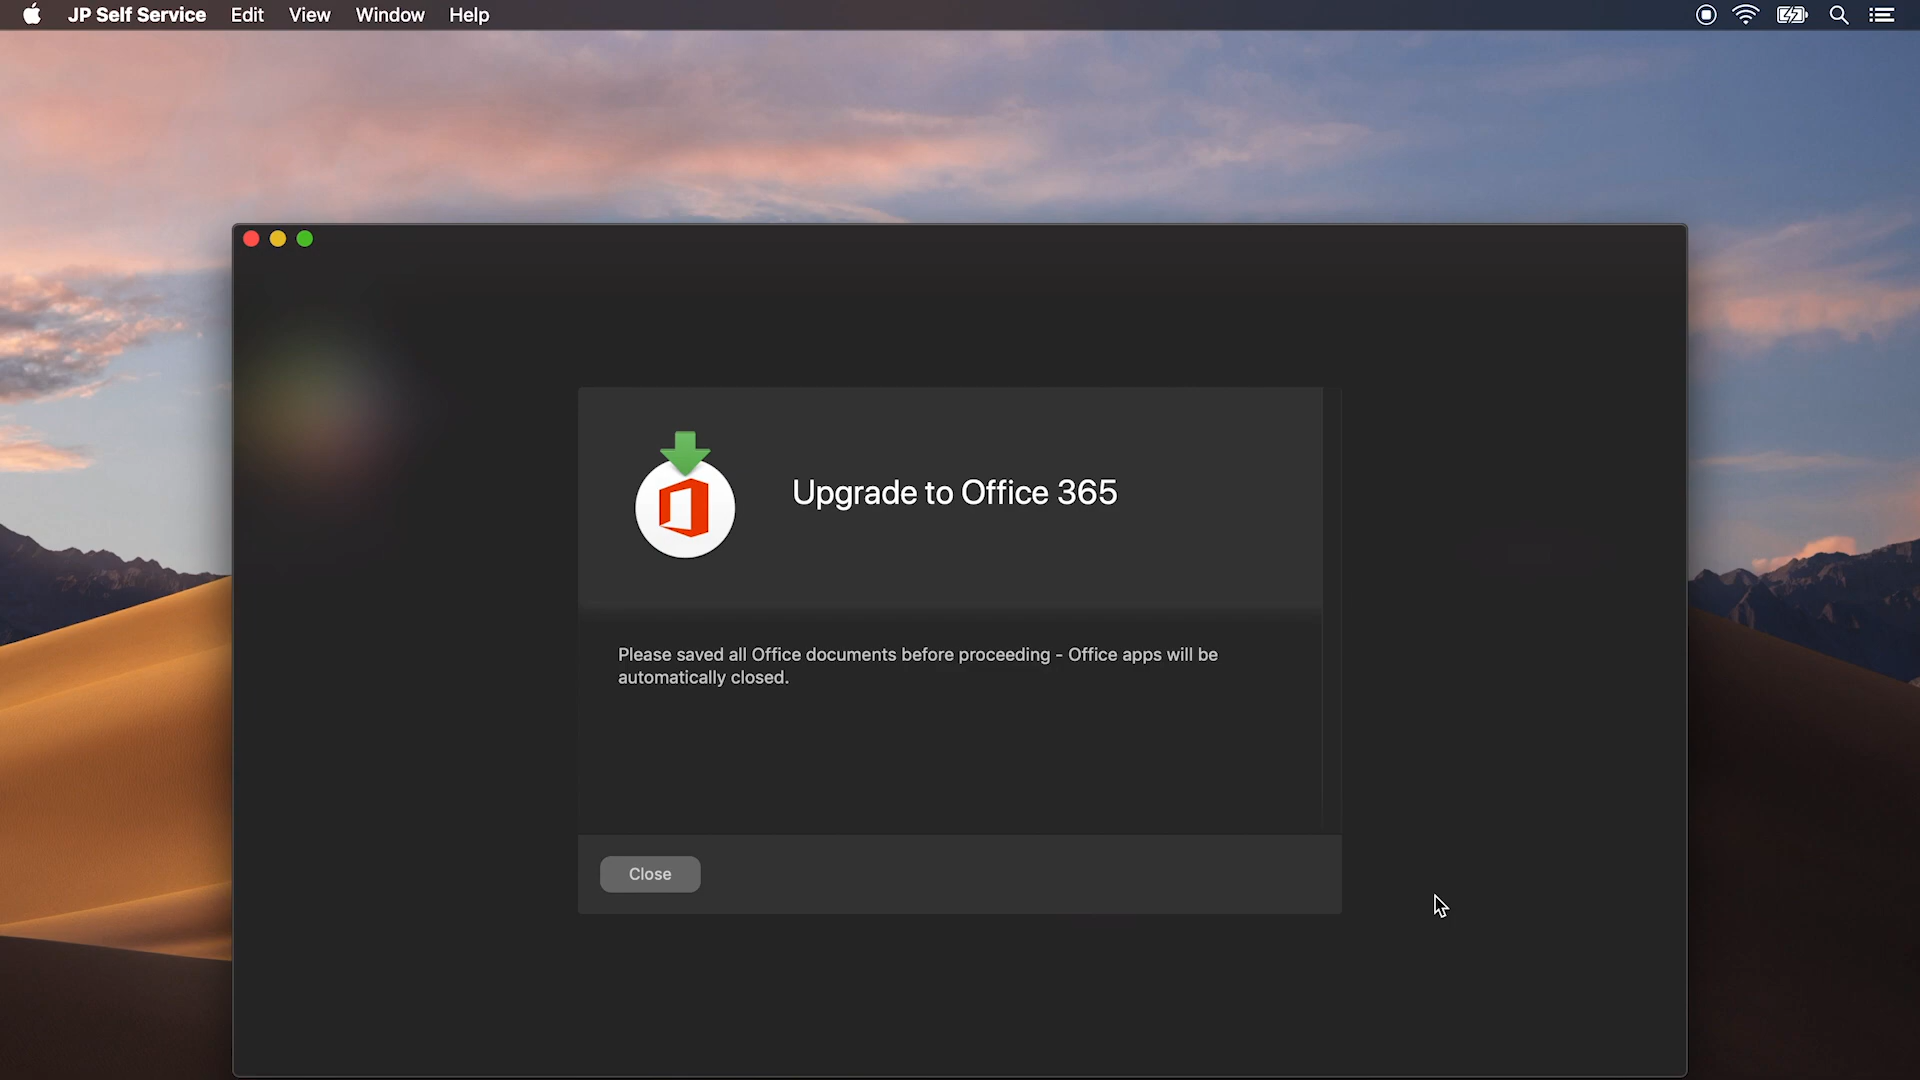 JP Self Service Edit View Window Help
Upgrade to Office 365
Please saved all Office documents before proceeding - Office apps will be
automatically closed.
Close